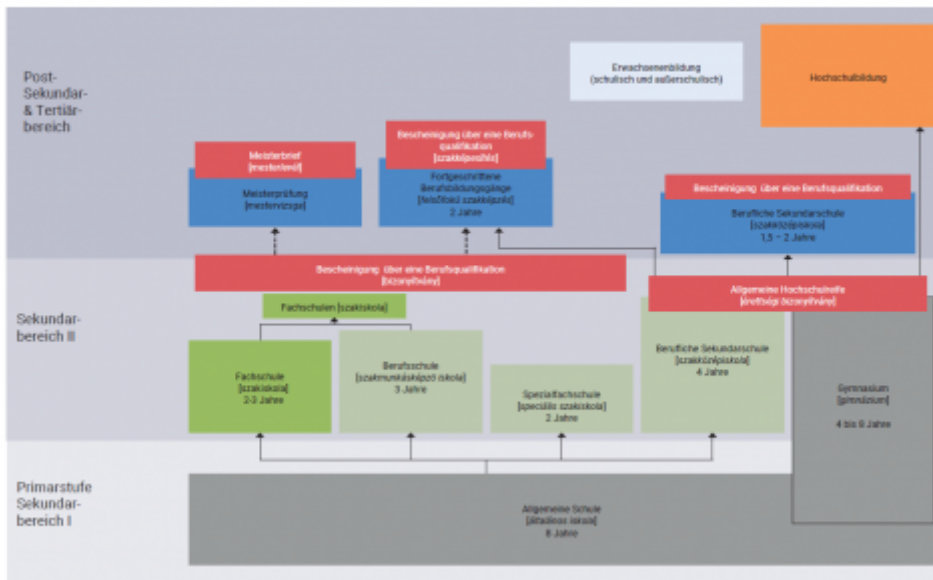 Post-
Sekundar-
& Tertiär-
bereich
Erwachsenenbildung
(schulisch und außerschulisch)
Hochschulbildung
Meisterbrief
[mesterlevél]
Meisterprüfung
[mestervizsga]
Bescheinigung über eine Berufs-
qualifikation
[szakképesítés]
Fortgeschrittene
Berufsbildungsgänge
[felsőfokú szakképzés]
2 Jahre
Bescheinigung über eine Berufsqualifikation
Berufliche Sekundarschule
[szakközépiskola]
1,5 – 2 Jahre
Bescheinigung über eine Berufsqualifikation
[bizonyítvány]
Allgemeine Hochschulreife
[érettségi bizonyítvány]
Sekundar-
bereich II
Fachschulen [szakiskola]
Fachschule
[szakiskola]
2-3 Jahre
Berufsschule
[szakmunkásképző iskola]
3 Jahre
Spezialfachschule
[speciális szakiskola]
2 Jahre
Berufliche Sekundarschule
[szakközépiskola]
4 Jahre
Gymnasium
[gimnázium]
4 bis 8 Jahre
Primarstufe
Sekundar-
bereich I
Allgemeine Schule
[általános iskola]
8 Jahre